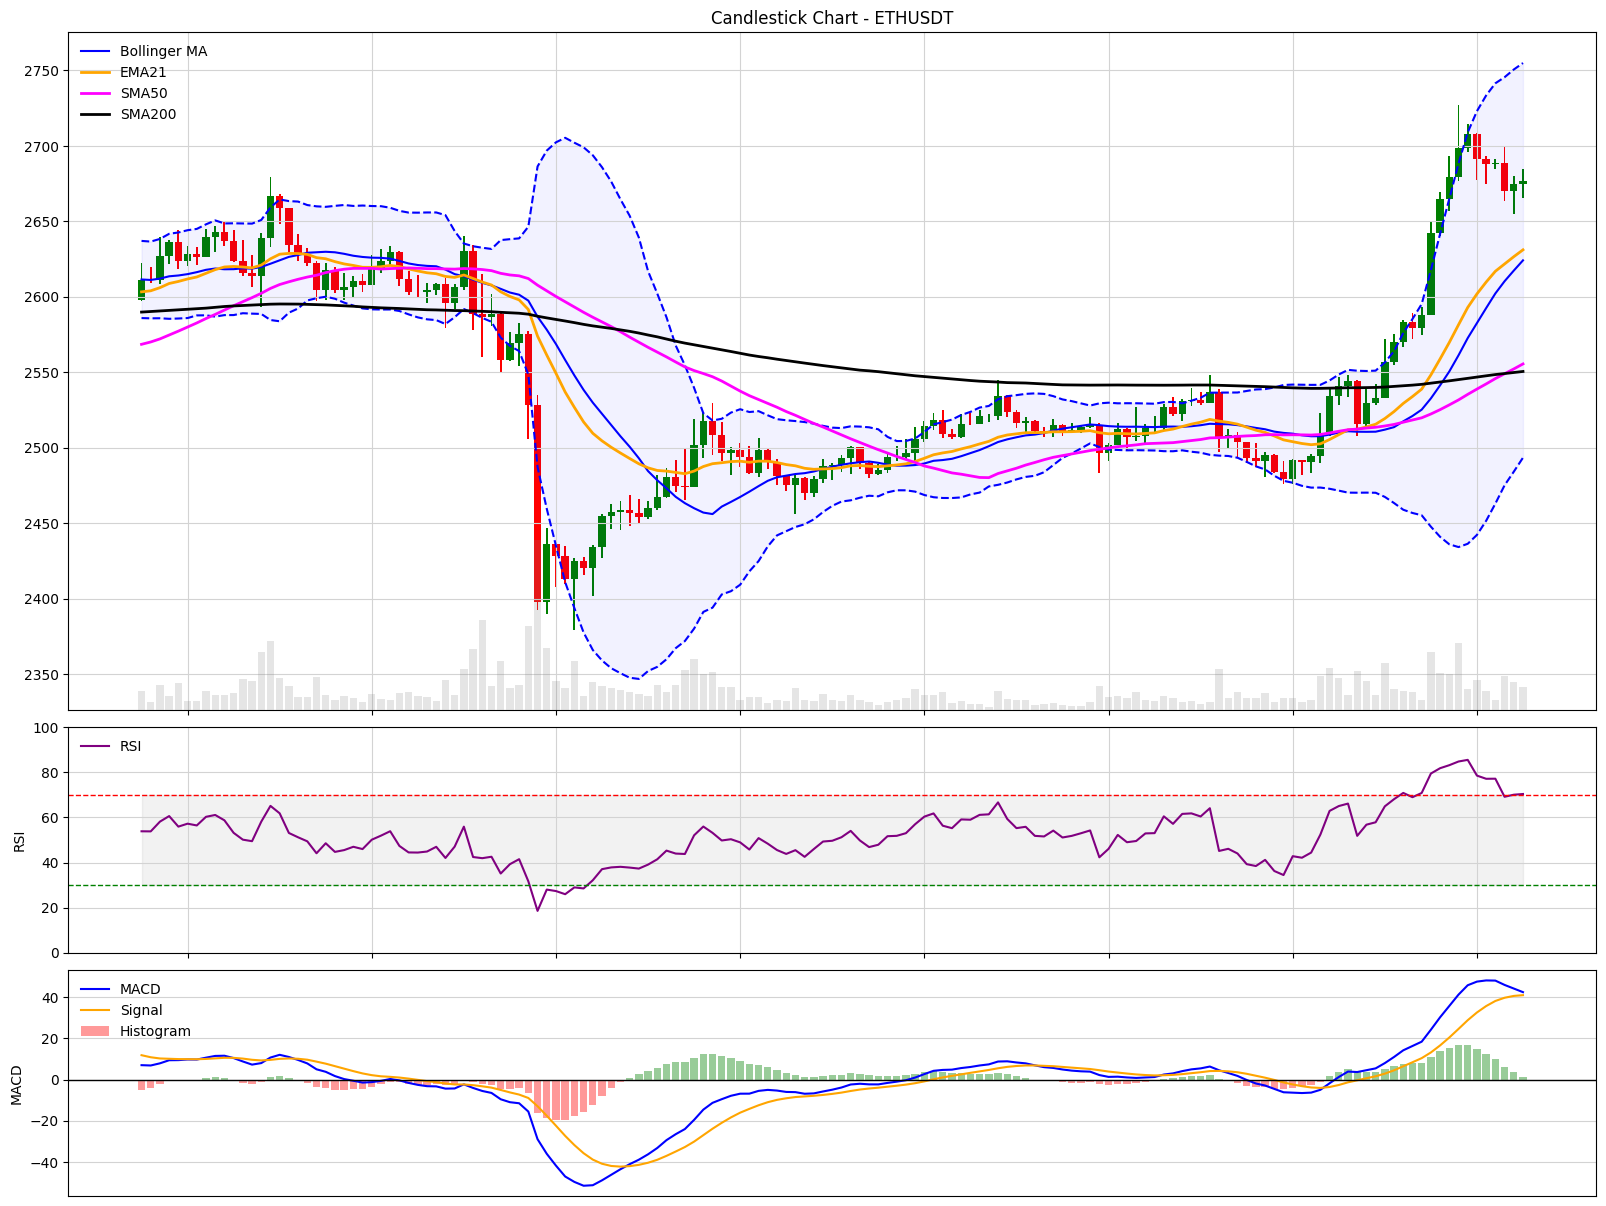 Candlestick Chart - ETHUSDT
Bollinger MA
EMA21
SMA50
SMA200
2750
2700
2650
2600
2550
2500
2450
2400
2350
RSI
100
80
60
40
20
0
RSI
MACD
Signal
Histogram
40
20
0
−20
−40
MACD